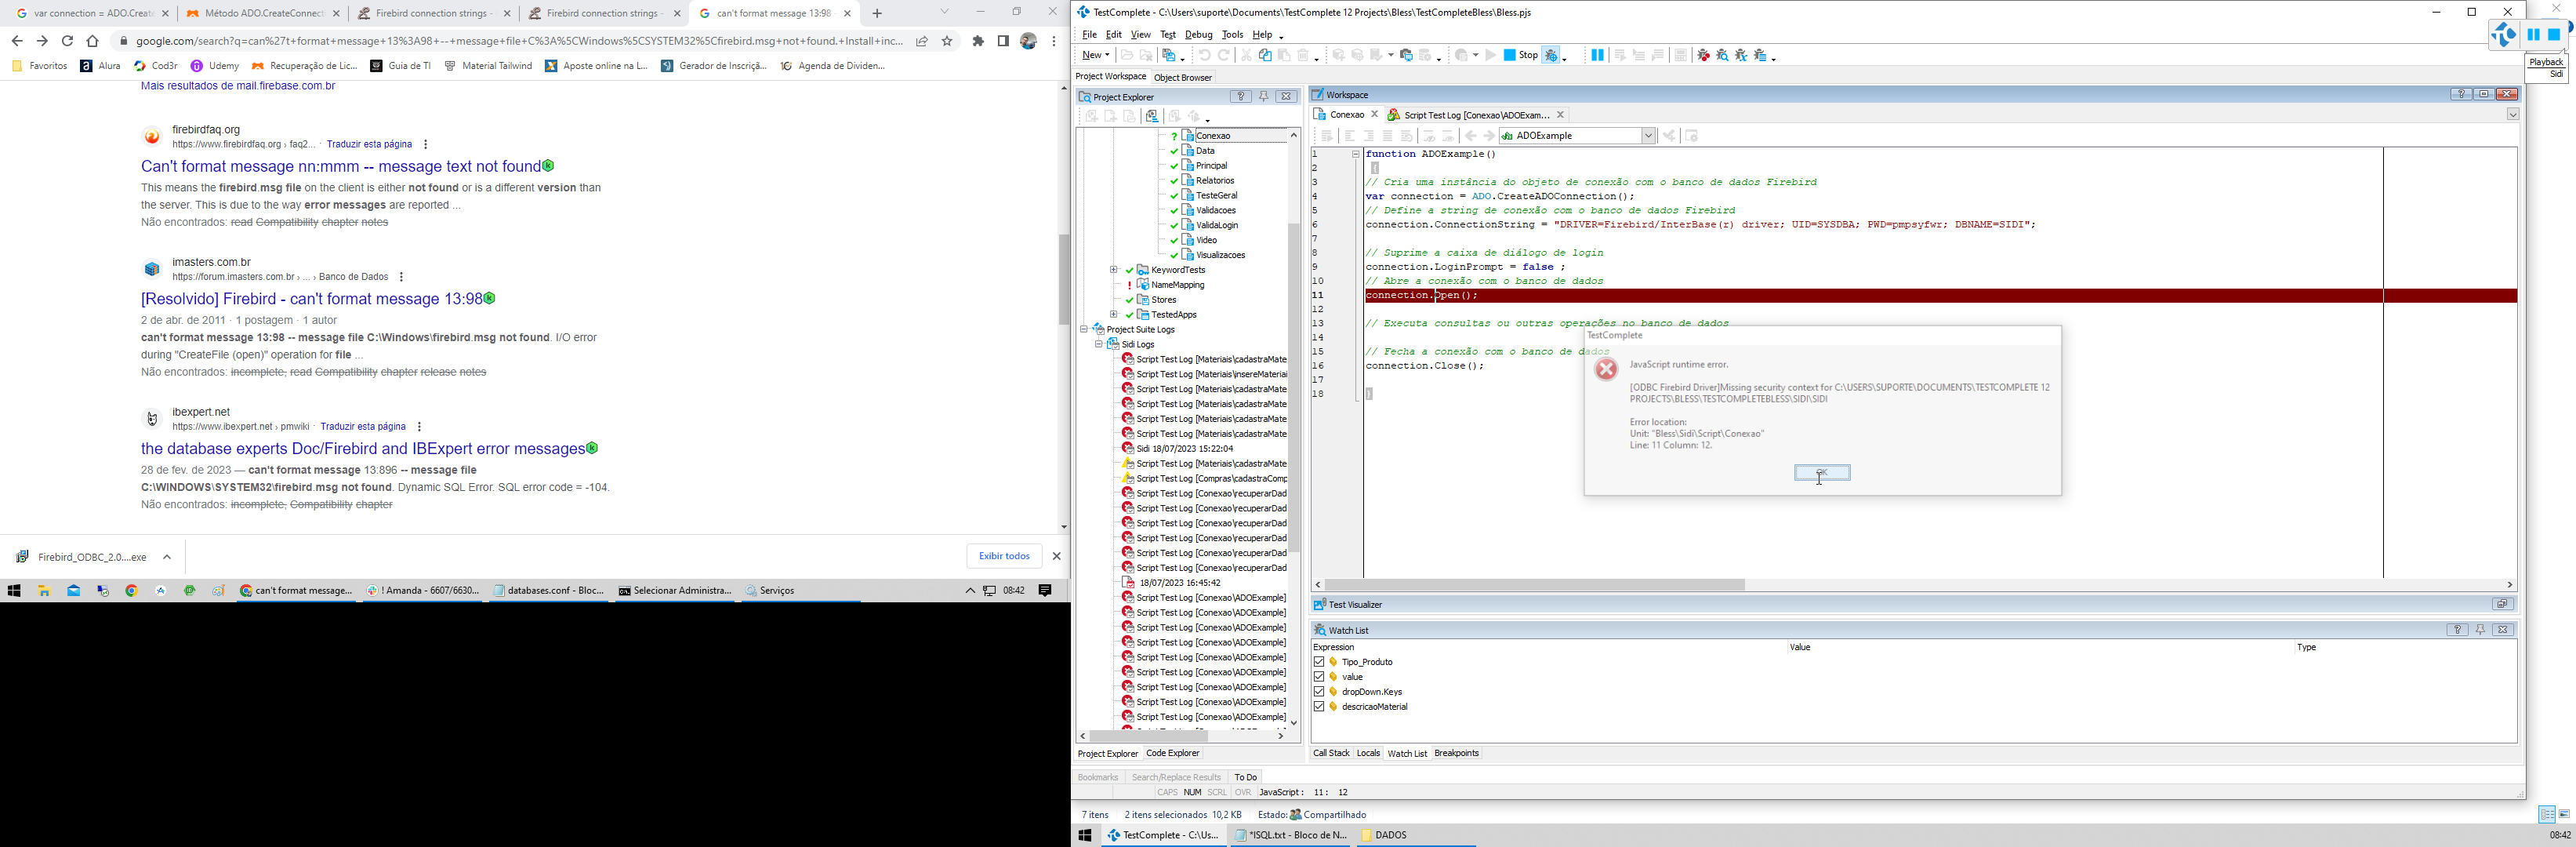 var connection = ADO.Create
Método ADO.CreateConnecti
Firebird connection strings -
Firebird connection strings -
can't format message 13:98 -
google.com/search?q=can%27t+format+message+13%3A98+--+message+file+C%3A%5CWindows%5CSYSTEM32%5Cfirebird.msg+not+found.+Install+inc...
Favoritos
Alura
Cod3r
Udemy
Recuperação de Lic...
Guia de TI
Material Tailwind
Aposte online na L...
Gerador de Inscriçã...
Agenda de Dividen...
Mais resultados de mail.firebase.com.br
firebirdfaq.org
https://www.firebirdfaq.org › faq2... · Traduzir esta página
Can't format message nn:mmm -- message text not found
This means the firebird.msg file on the client is either not found or is a different version than
the server. This is due to the way error messages are reported ...
Não encontrados: read Compatibility chapter notes
imasters.com.br
https://forum.imasters.com.br › ... › Banco de Dados
[Resolvido] Firebird - can't format message 13:98
2 de abr. de 2011 · 1 postagem · 1 autor
can't format message 13:98 -- message file C:\Windows\firebird.msg not found. I/O error
during "CreateFile (open)" operation for file ...
Não encontrados: incomplete, read Compatibility chapter release notes
ibexpert.net
https://www.ibexpert.net › pmwiki · Traduzir esta página
the database experts Doc/Firebird and IBExpert error messages
28 de fev. de 2023 — can't format message 13:896 -- message file
C:\WINDOWS\SYSTEM32\firebird.msg not found. Dynamic SQL Error. SQL error code = -104.
Não encontrados: incomplete, Compatibility chapter
Firebird_ODBC_2.0....exe
Exibir todos
can't format message...
! Amanda - 6607/6630...
databases.conf - Bloc...
Selecionar Administra...
Serviços
08:42
TestComplete - C:\Users\suporte\Documents\TestComplete 12 Projects\Bless\TestCompleteBless\Bless.pjs
File Edit View Test Debug Tools Help
New
Stop
Playback
Sidi
Project Workspace Object Browser
Project Explorer
Conexao
Data
Principal
Relatorios
TesteGeral
Validacoes
ValidaLogin
Video
Visualizacoes
KeywordTests
NameMapping
Stores
TestedApps
Project Suite Logs
Sidi Logs
Script Test Log [Materiais\cadastraMate
Script Test Log [Materiais\insereMateriai
Script Test Log [Materiais\cadastraMate
Script Test Log [Materiais\cadastraMate
Script Test Log [Materiais\cadastraMate
Script Test Log [Materiais\cadastraMate
Sidi 18/07/2023 15:22:04
Script Test Log [Materiais\cadastraMate
Script Test Log [Compras\cadastraComp
Script Test Log [Conexao\recuperarDad
Script Test Log [Conexao\recuperarDad
Script Test Log [Conexao\recuperarDad
Script Test Log [Conexao\recuperarDad
Script Test Log [Conexao\recuperarDad
Script Test Log [Conexao\recuperarDad
18/07/2023 16:45:42
Script Test Log [Conexao\ADOExample]
Script Test Log [Conexao\ADOExample]
Script Test Log [Conexao\ADOExample]
Script Test Log [Conexao\ADOExample]
Script Test Log [Conexao\ADOExample]
Script Test Log [Conexao\ADOExample]
Script Test Log [Conexao\ADOExample]
Script Test Log [Conexao\ADOExample]
Script Test Log [Conexao\ADOExample]
Project Explorer Code Explorer
Workspace
Conexao
Script Test Log [Conexao\ADOExam...
ADOExample
1 function ADOExample()
2 {
3 // Cria uma instância do objeto de conexão com o banco de dados Firebird
4 var connection = ADO.CreateADOConnection();
5 // Define a string de conexão com o banco de dados Firebird
6 connection.ConnectionString = "DRIVER=Firebird/InterBase(r) driver; UID=SYSDBA; PWD=pmpsyfwr; DBNAME=SIDI";
7
8 // Suprime a caixa de diálogo de login
9 connection.LoginPrompt = false ;
10 // Abre a conexão com o banco de dados
11 connection.Open();
12
13 // Executa consultas ou outras operações no banco de dados
14
15 // Fecha a conexão com o banco de dados
16 connection.Close();
17
18 }
TestComplete
JavaScript runtime error.
[ODBC Firebird Driver]Missing security context for C:\USERS\SUPORTE\DOCUMENTS\TESTCOMPLETE 12
PROJECTS\BLESS\TESTCOMPLETEBLESS\SIDI\SIDI
Error location:
Unit: "Bless\Sidi\Script\Conexao"
Line: 11 Column: 12.
OK
Test Visualizer
Watch List
Expression Value Type
Tipo_Produto
value
dropDown.Keys
descricaoMaterial
Call Stack Locals Watch List Breakpoints
Bookmarks Search/Replace Results To Do
CAPS NUM SCRL OVR JavaScript : 11 : 12
7 itens 2 itens selecionados 10,2 KB Estado: Compartilhado
TestComplete - C:\Us...
*ISQL.txt - Bloco de N...
DADOS
08:42